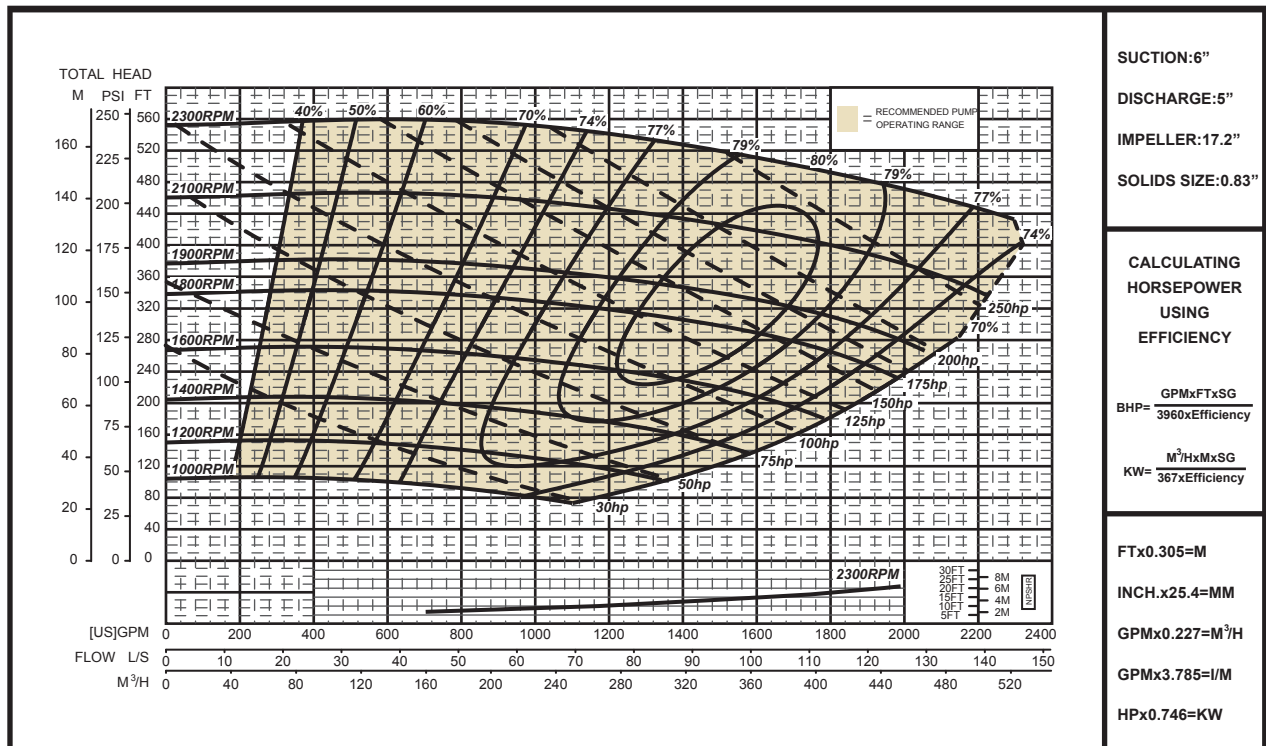 TOTAL HEAD
M PSI FT
250
560
160
225
520
480
140
200
440
120
175
400
360
100
150
320
125
280
80
240
100
200
60
75
160
40
50
120
80
20
25
40
0 0 0
2300RPM
2100RPM
1900RPM
1800RPM
1600RPM
1400RPM
1200RPM
1000RPM
40% 50% 60% 70% 74% 77% 79% 80% 79% 77% 74% 70%
= RECOMMENDED PUMP
OPERATING RANGE
250hp
200hp
175hp
150hp
125hp
100hp
75hp
50hp
30hp
2300RPM
30FT
25FT
20FT
15FT
10FT
5FT
8M
6M
4M
2M
NPSHR
[US]GPM 0 200 400 600 800 1000 1200 1400 1600 1800 2000 2200 2400
FLOW L/S 0 10 20 30 40 50 60 70 80 90 100 110 120 130 140 150
M³/H 0 40 80 120 160 200 240 280 320 360 400 440 480 520
SUCTION:6”
DISCHARGE:5”
IMPELLER:17.2”
SOLIDS SIZE:0.83”
CALCULATING
HORSEPOWER
USING
EFFICIENCY
BHP= GPMxFTxSG
3960xEfficiency
KW= M³/HxMxSG
367xEfficiency
FTx0.305=M
INCH.x25.4=MM
GPMx0.227=M³/H
GPMx3.785=l/M
HPx0.746=KW